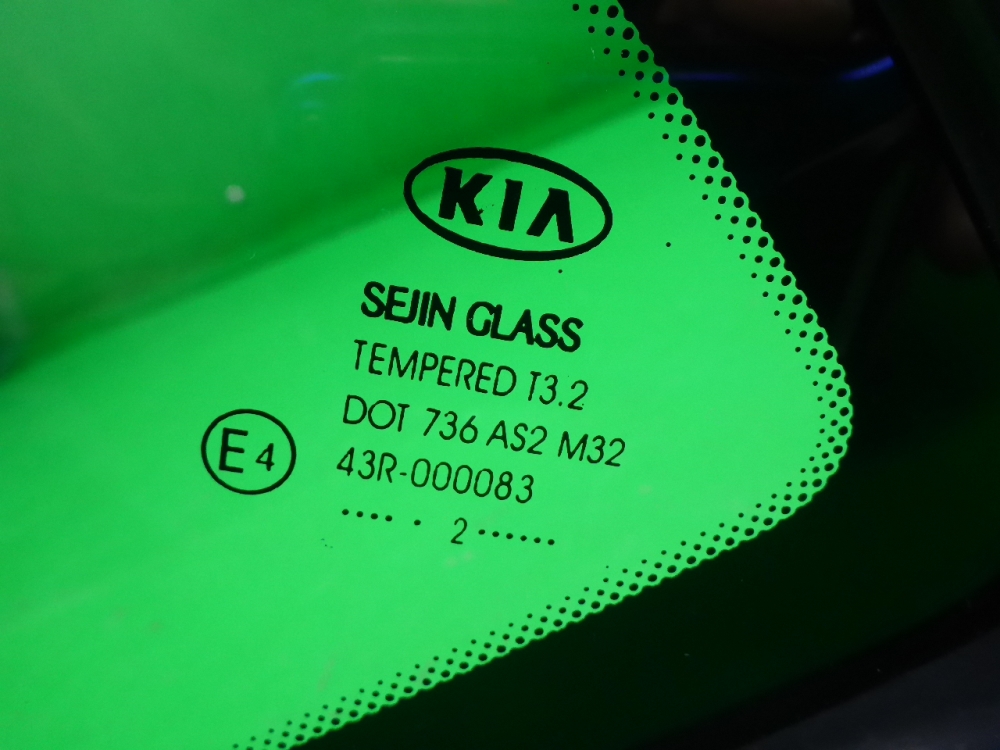 KIA
SEJIN GLASS
TEMPERED T3.2
DOT 736 AS2 M32
E4
43R-000083
.... . 2......